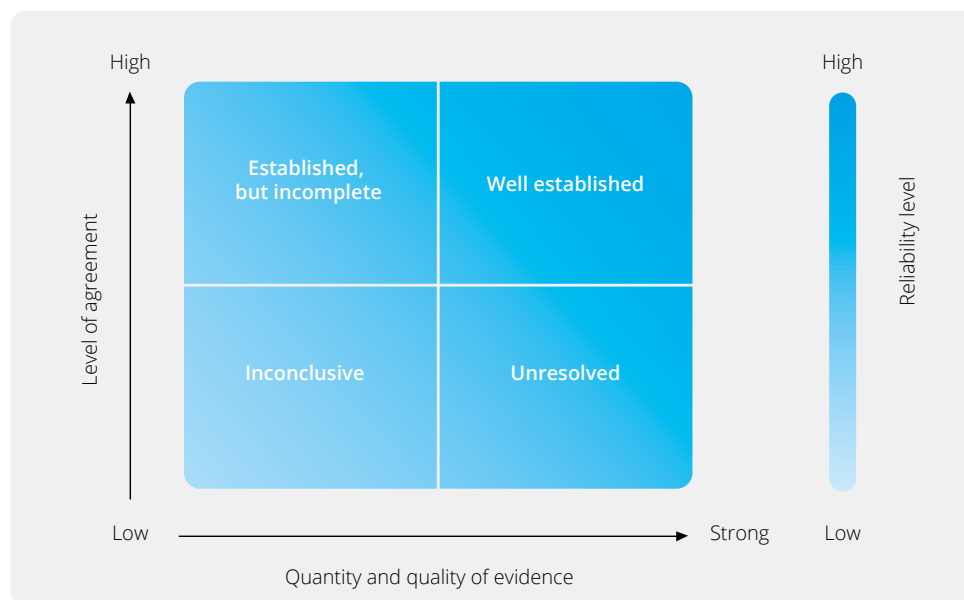 High
High
Established,
but incomplete
Well established
Level of agreement
Reliability level
Inconclusive
Unresolved
Low
Strong
Low
Quantity and quality of evidence